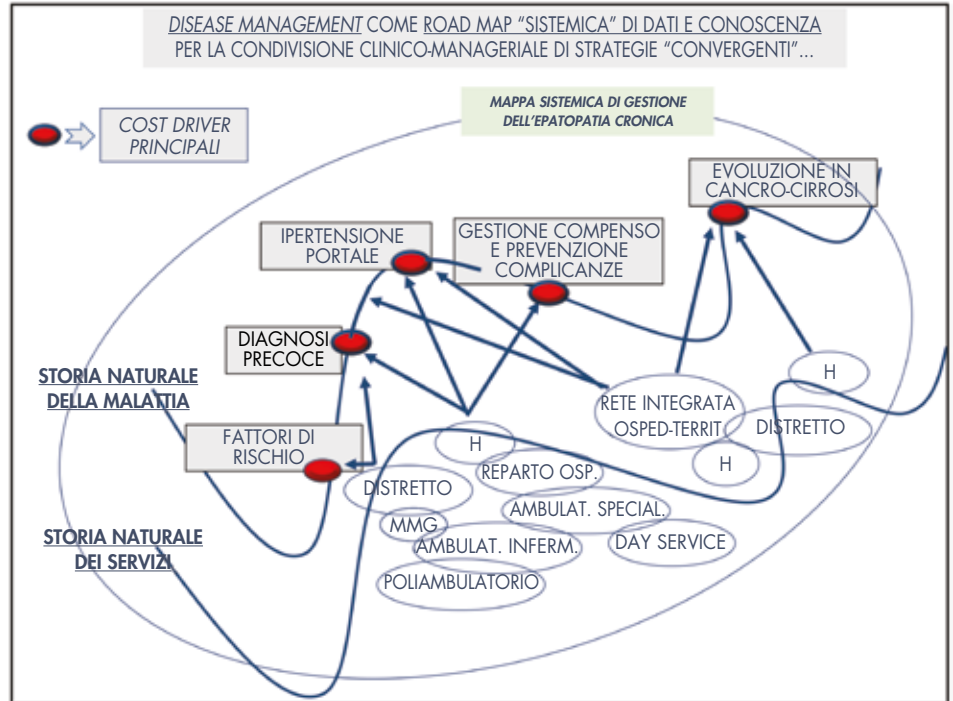 DISEASE MANAGEMENT COME ROAD MAP “SISTEMICA” DI DATI E CONOSCENZA
PER LA CONDIVISIONE CLINICO-MANAGERIALE DI STRATEGIE “CONVERGENTI”...
MAPPA SISTEMICA DI GESTIONE
DELL’EPATOPATIA CRONICA
COST DRIVER
PRINCIPALI
EVOLUZIONE IN
CANCRO-CIRROSI
IPERTENSIONE
PORTALE
GESTIONE COMPENSO
E PREVENZIONE
COMPLICANZE
DIAGNOSI
PRECOCE
STORIA NATURALE
DELLA MALATTIA
FATTORI DI
RISCHIO
STORIA NATURALE
DEI SERVIZI
H
RETE INTEGRATA
OSPED-TERRIT.
DISTRETTO
H
H
REPARTO OSP.
DISTRETTO
AMBULAT. SPECIAL.
MMG
AMBULAT. INFERM.
DAY SERVICE
POLIAMBULATORIO